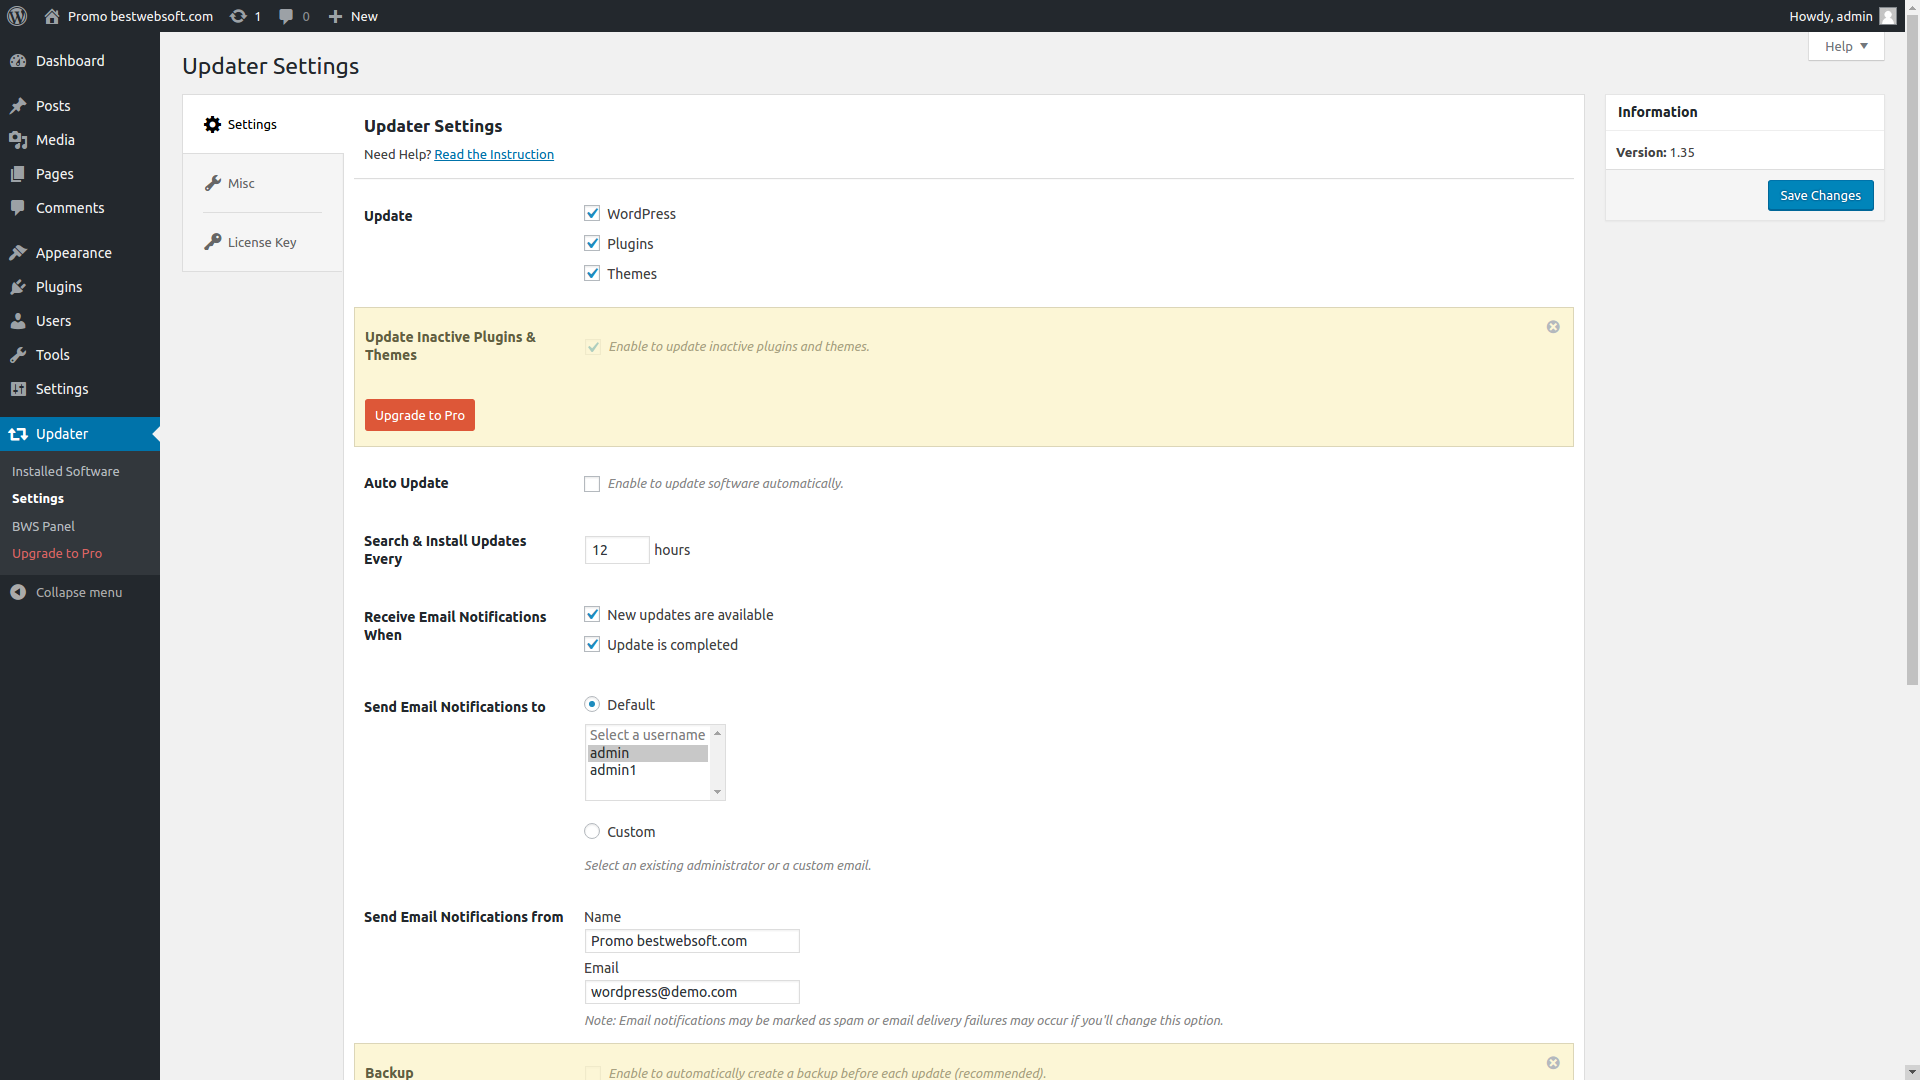 Promo bestwebsoft.com 1 0 New Howdy, admin
Help
Dashboard
Posts
Media
Pages
Comments
Appearance
Plugins
Users
Tools
Settings
Updater
Installed Software
Settings
BWS Panel
Upgrade to Pro
Collapse menu
Updater Settings
Settings
Misc
License Key
Updater Settings
Need Help? Read the Instruction
Update
WordPress
Plugins
Themes
Update Inactive Plugins &
Themes
Enable to update inactive plugins and themes.
Upgrade to Pro
Auto Update
Enable to update software automatically.
Search & Install Updates
Every
12 hours
Receive Email Notifications
When
New updates are available
Update is completed
Send Email Notifications to
Default
Select a username
admin
admin1
Custom
Select an existing administrator or a custom email.
Send Email Notifications from
Name
Promo bestwebsoft.com
Email
wordpress@demo.com
Note: Email notifications may be marked as spam or email delivery failures may occur if you'll change this option.
Backup
Enable to automatically create a backup before each update (recommended).
Information
Version: 1.35
Save Changes